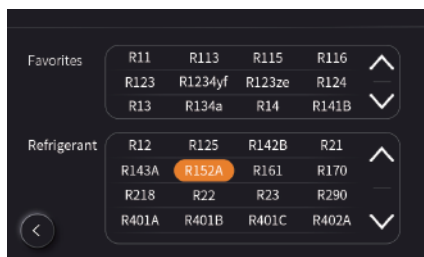 Favorites R11 R113 R115 R116
R123 R1234yf R123ze R124
R13 R134a R14 R141B
Refrigerant R12 R125 R142B R21
R143A R152A R161 R170
R218 R22 R23 R290
R401A R401B R401C R402A